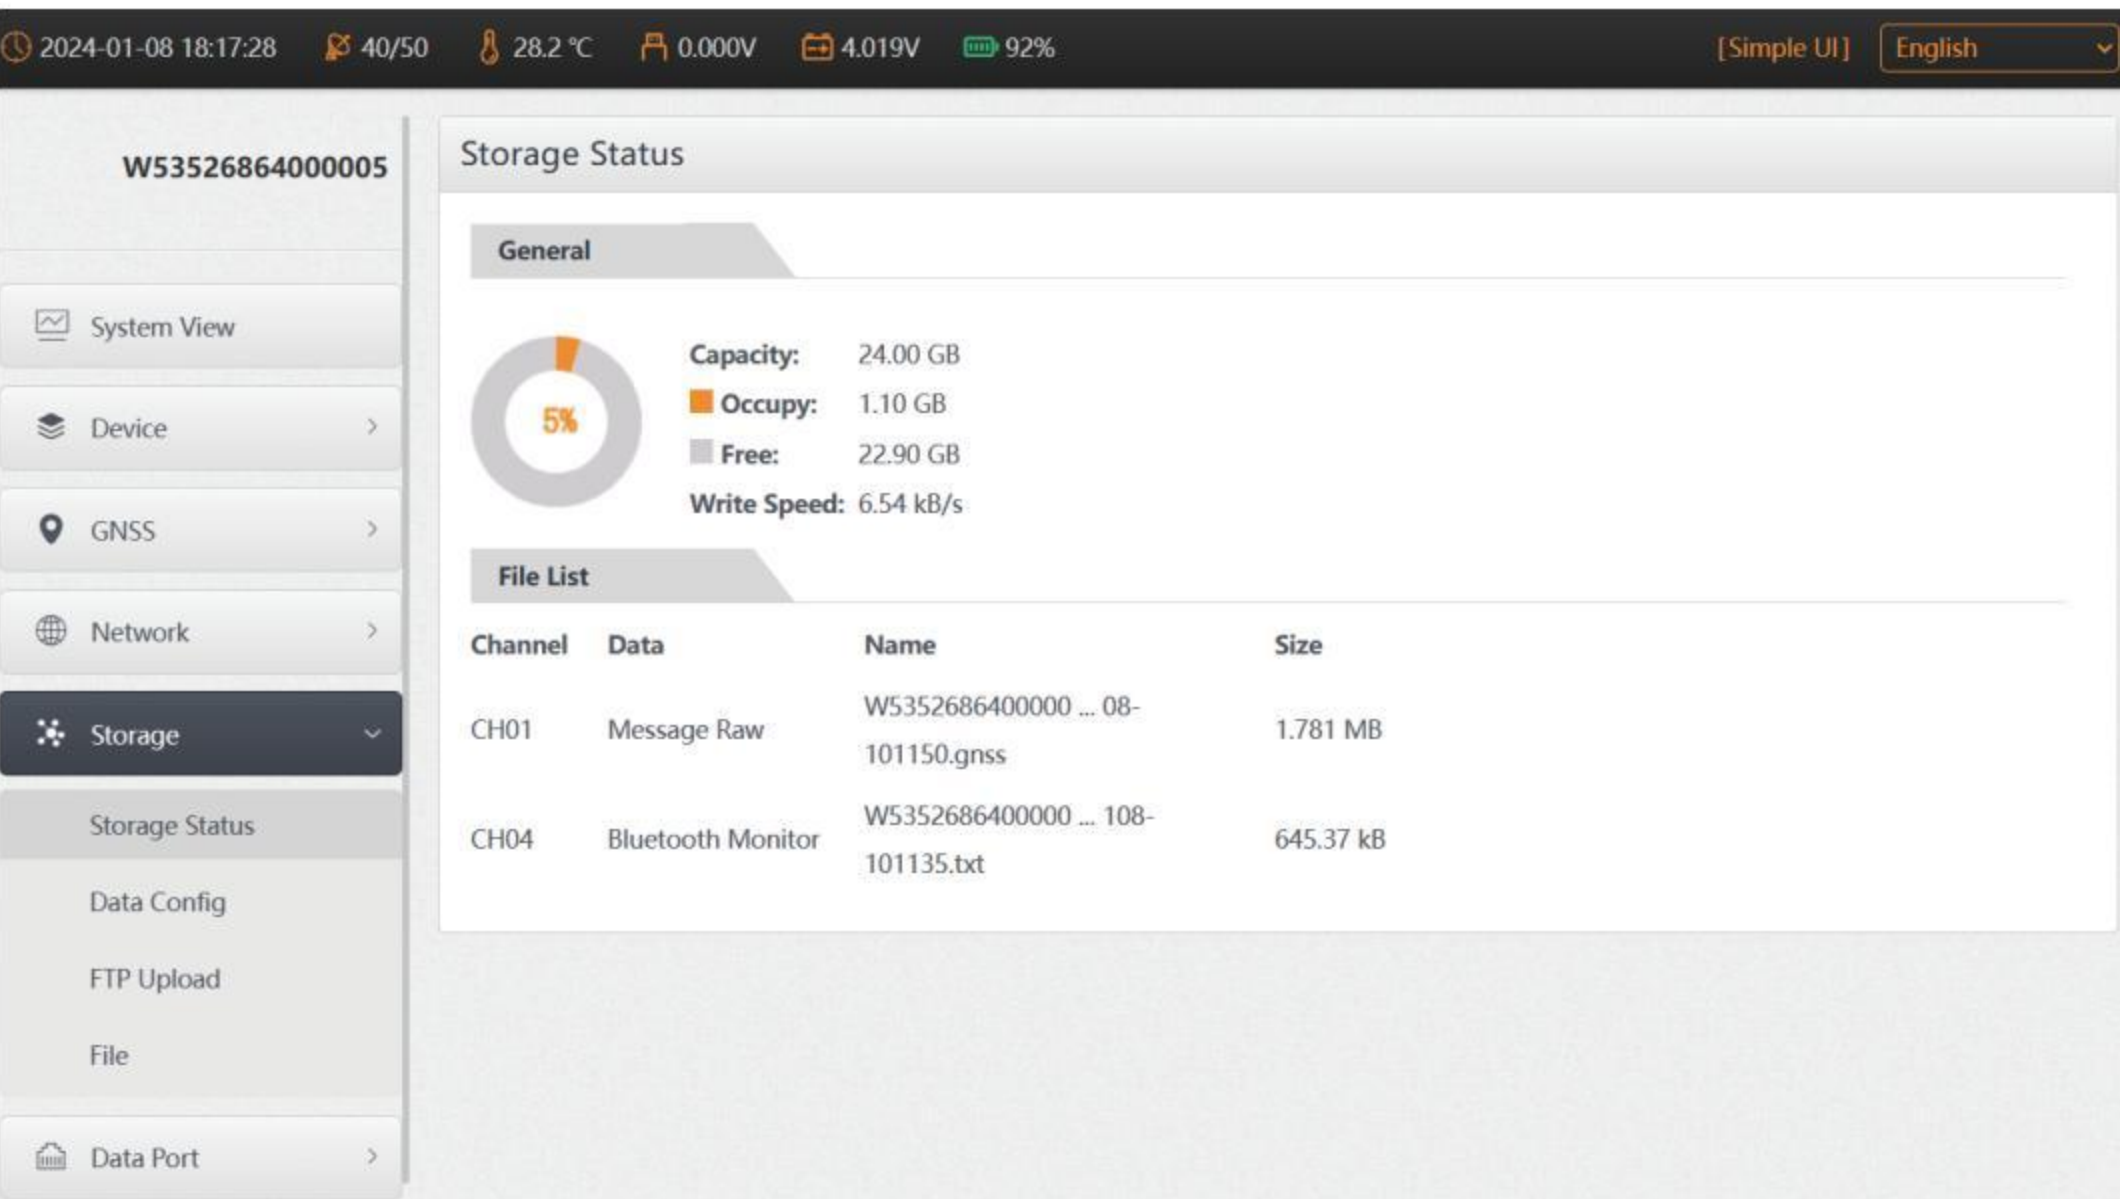 2024-01-08 18:17:28 40/50 28.2 ℃ 0.000V 4.019V 92% [Simple UI] English
W53526864000005
System View
Device
GNSS
Network
Storage
Storage Status
Data Config
FTP Upload
File
Data Port
Storage Status
General
5%
Capacity: 24.00 GB
Occupy: 1.10 GB
Free: 22.90 GB
Write Speed: 6.54 kB/s
File List
Channel Data Name Size
CH01 Message Raw W5352686400000 ... 08-
101150.gnss 1.781 MB
CH04 Bluetooth Monitor W5352686400000 ... 108-
101135.txt 645.37 kB